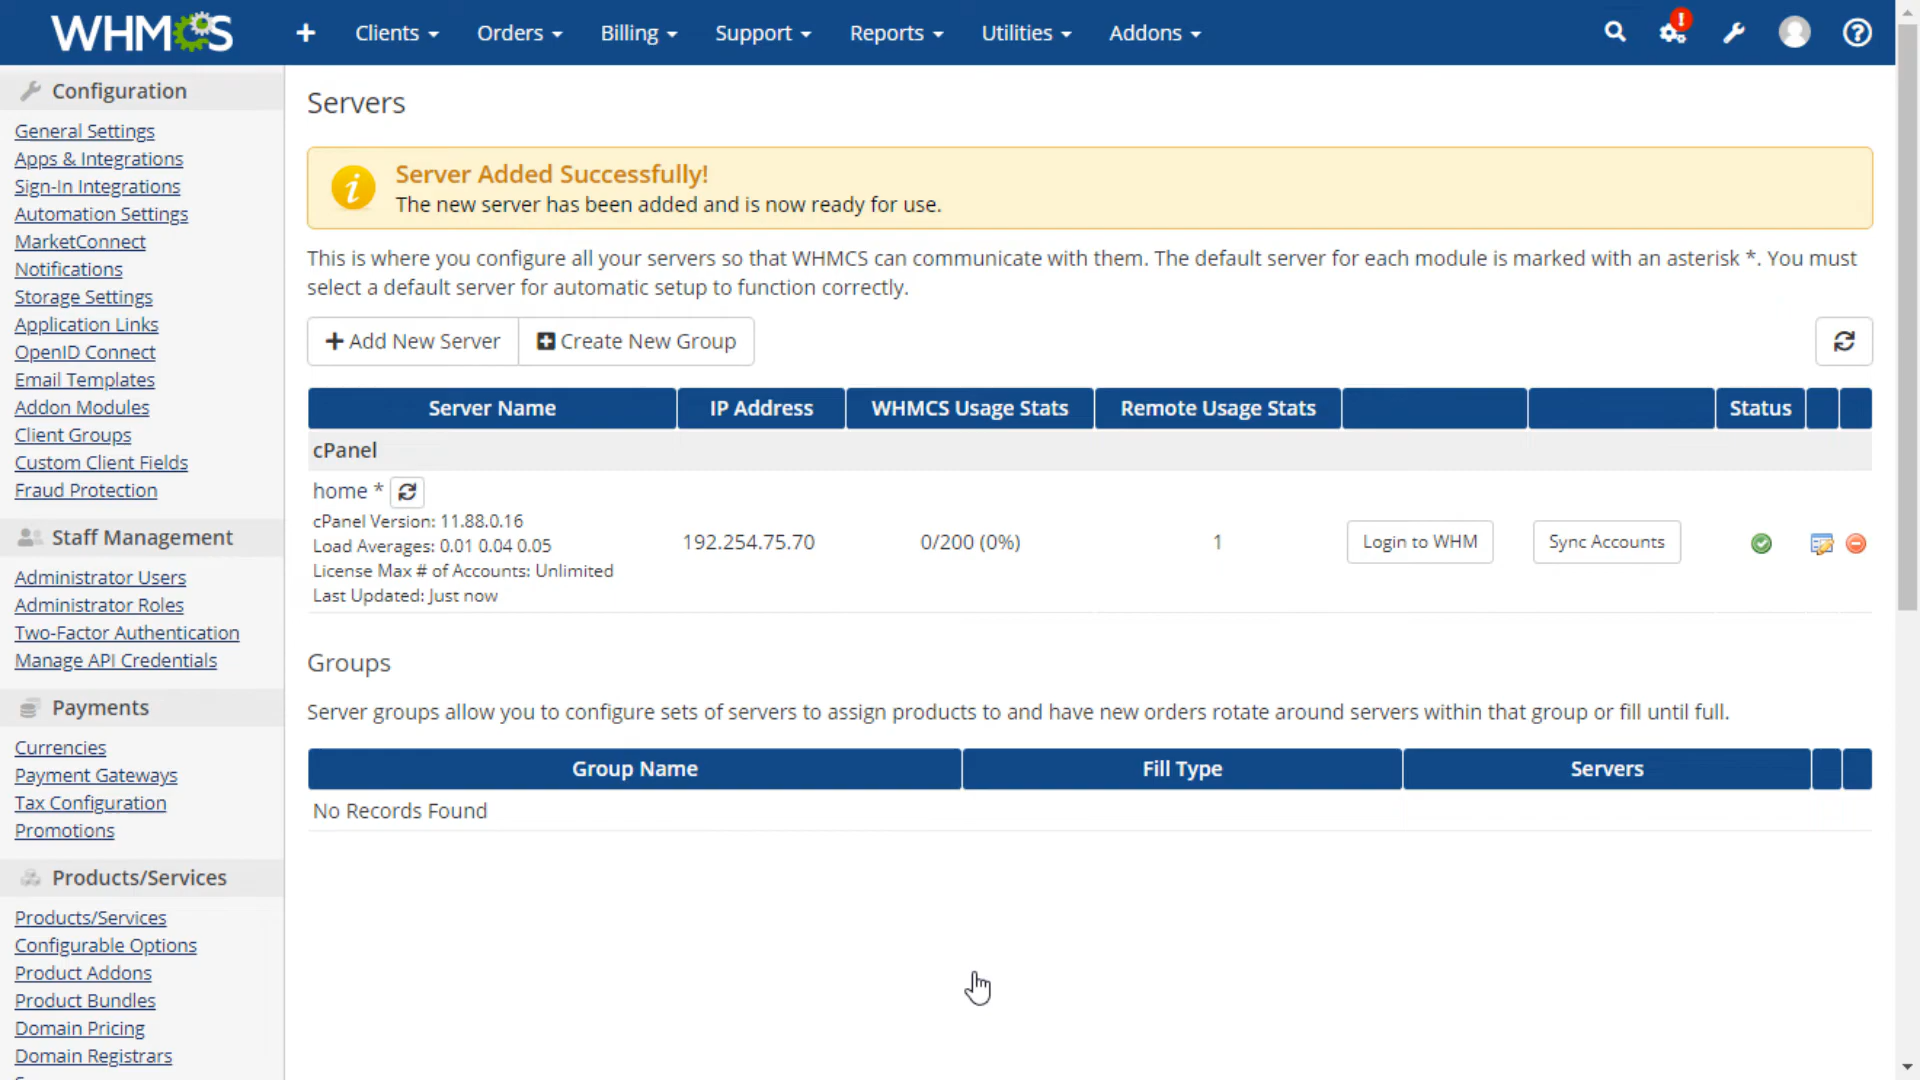 WHMCS
Clients
Orders
Billing
Support
Reports
Utilities
Addons
Configuration
General Settings
Apps & Integrations
Sign-In Integrations
Automation Settings
MarketConnect
Notifications
Storage Settings
Application Links
OpenID Connect
Email Templates
Addon Modules
Client Groups
Custom Client Fields
Fraud Protection
Staff Management
Administrator Users
Administrator Roles
Two-Factor Authentication
Manage API Credentials
Payments
Currencies
Payment Gateways
Tax Configuration
Promotions
Products/Services
Products/Services
Configurable Options
Product Addons
Product Bundles
Domain Pricing
Domain Registrars
Servers
Server Added Successfully!
The new server has been added and is now ready for use.
This is where you configure all your servers so that WHMCS can communicate with them. The default server for each module is marked with an asterisk *. You must
select a default server for automatic setup to function correctly.
Add New Server
Create New Group
Server Name
IP Address
WHMCS Usage Stats
Remote Usage Stats
Status
cPanel
home *
cPanel Version: 11.88.0.16
Load Averages: 0.01 0.04 0.05
License Max # of Accounts: Unlimited
Last Updated: Just now
192.254.75.70
0/200 (0%)
1
Login to WHM
Sync Accounts
Groups
Server groups allow you to configure sets of servers to assign products to and have new orders rotate around servers within that group or fill until full.
Group Name
Fill Type
Servers
No Records Found